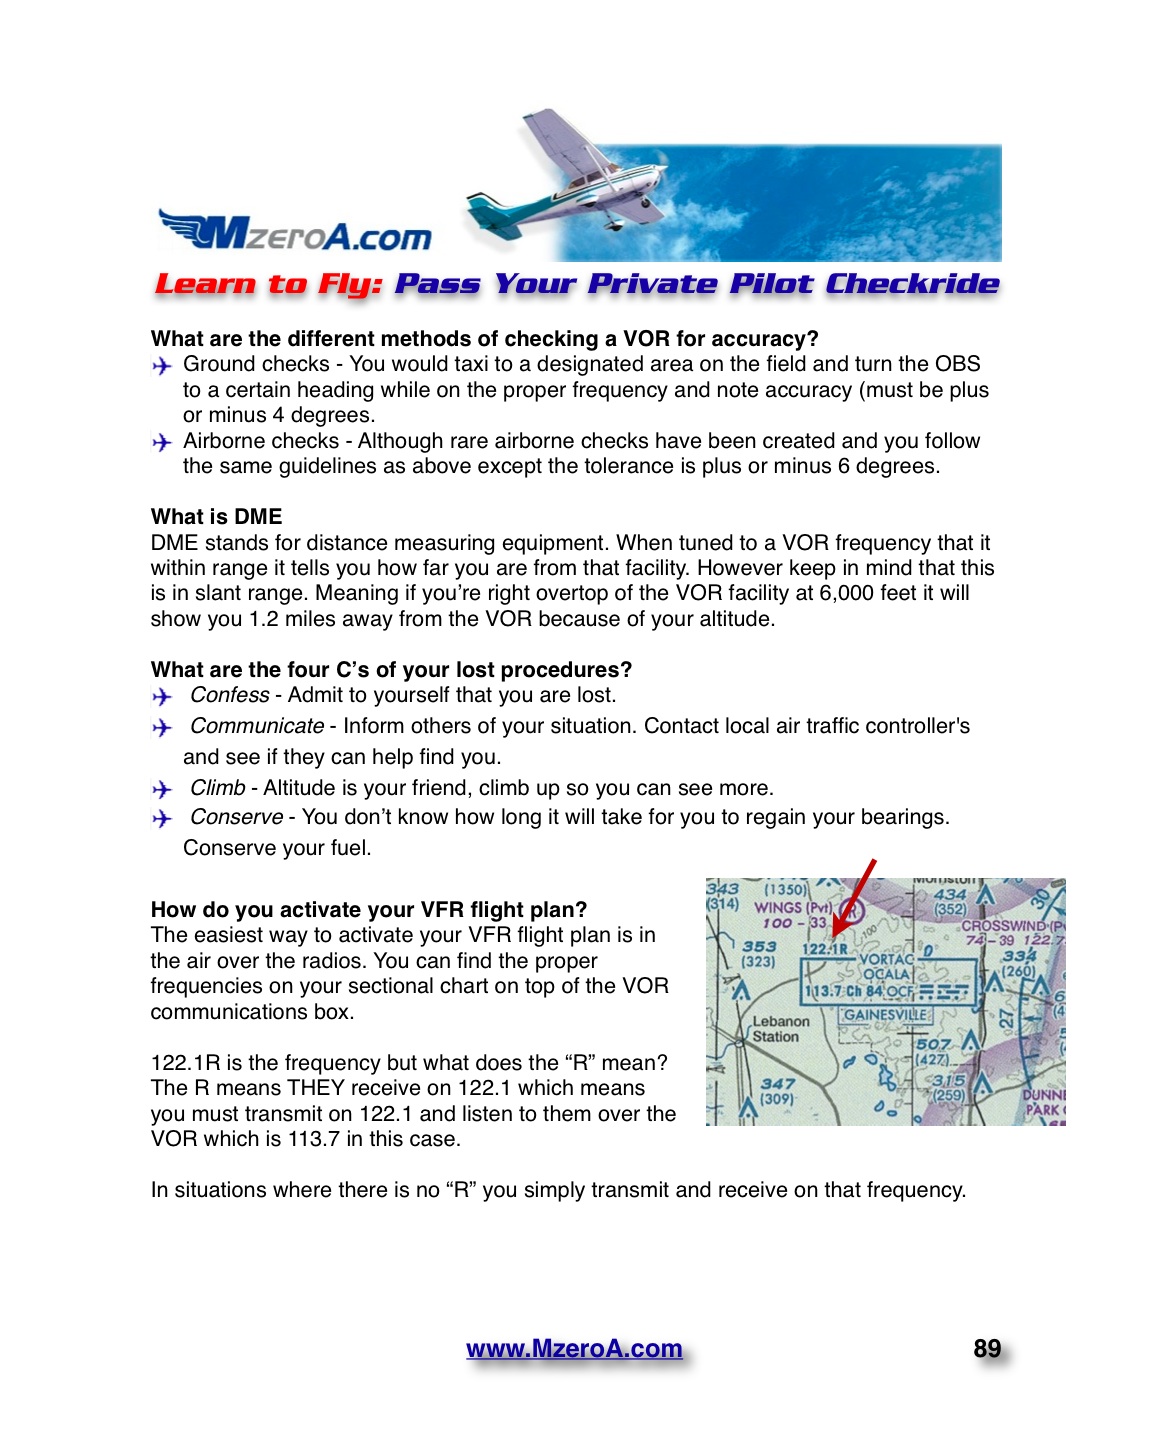 MzeroA.com
Learn to Fly: Pass Your Private Pilot Checkride
What are the different methods of checking a VOR for accuracy?
Ground checks - You would taxi to a designated area on the field and turn the OBS
to a certain heading while on the proper frequency and note accuracy (must be plus
or minus 4 degrees.
Airborne checks - Although rare airborne checks have been created and you follow
the same guidelines as above except the tolerance is plus or minus 6 degrees.
What is DME
DME stands for distance measuring equipment. When tuned to a VOR frequency that it
within range it tells you how far you are from that facility. However keep in mind that this
is in slant range. Meaning if you’re right overtop of the VOR facility at 6,000 feet it will
show you 1.2 miles away from the VOR because of your altitude.
What are the four C’s of your lost procedures?
Confess - Admit to yourself that you are lost.
Communicate - Inform others of your situation. Contact local air traffic controller's
and see if they can help find you.
Climb - Altitude is your friend, climb up so you can see more.
Conserve - You don’t know how long it will take for you to regain your bearings.
Conserve your fuel.
How do you activate your VFR flight plan?
The easiest way to activate your VFR flight plan is in
the air over the radios. You can find the proper
frequencies on your sectional chart on top of the VOR
communications box.
122.1R is the frequency but what does the “R” mean?
The R means THEY receive on 122.1 which means
you must transmit on 122.1 and listen to them over the
VOR which is 113.7 in this case.
In situations where there is no “R” you simply transmit and receive on that frequency.
343
(314)
(1350)
WINGS (Pvt)
100 - 33
R
100
434
(352)
30
CROSSWIND (P
74 - 39 122.7
353
(323)
122.1R
VORTAC
OCALA
113.7 Ch 84 OCF
GAINESVILLE
334
(260)
27
Lebanon
Station
507
(427)
347
(309)
315
(259)
DUNNE
PARK
www.MzeroA.com
89